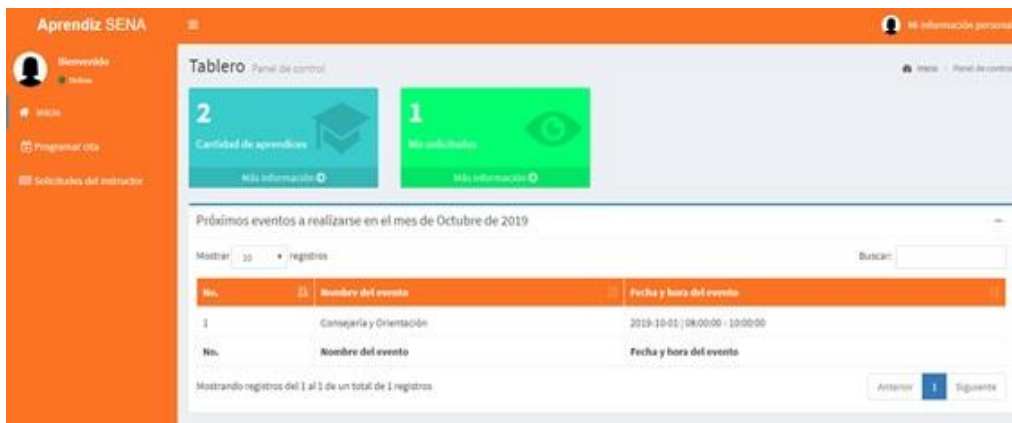 Aprendiz SENA
Mi información personal
Bienvenido
Online
Inicio
Programar cita
Solicitudes del instructor
Tablero Panel de control
Inicio Panel de control
2
Cantidad de aprendices
Más información
1
Mis solicitudes
Más información
Próximos eventos a realizarse en el mes de Octubre de 2019
Mostrar 10 registros
Buscar:
No. Nombre del evento Fecha y hora del evento
1 Consejería y Orientación 2019-10-01 | 08:00:00 - 10:00:00
No. Nombre del evento Fecha y hora del evento
Mostrando registros del 1 al 1 de un total de 1 registros
Anterior 1 Siguiente